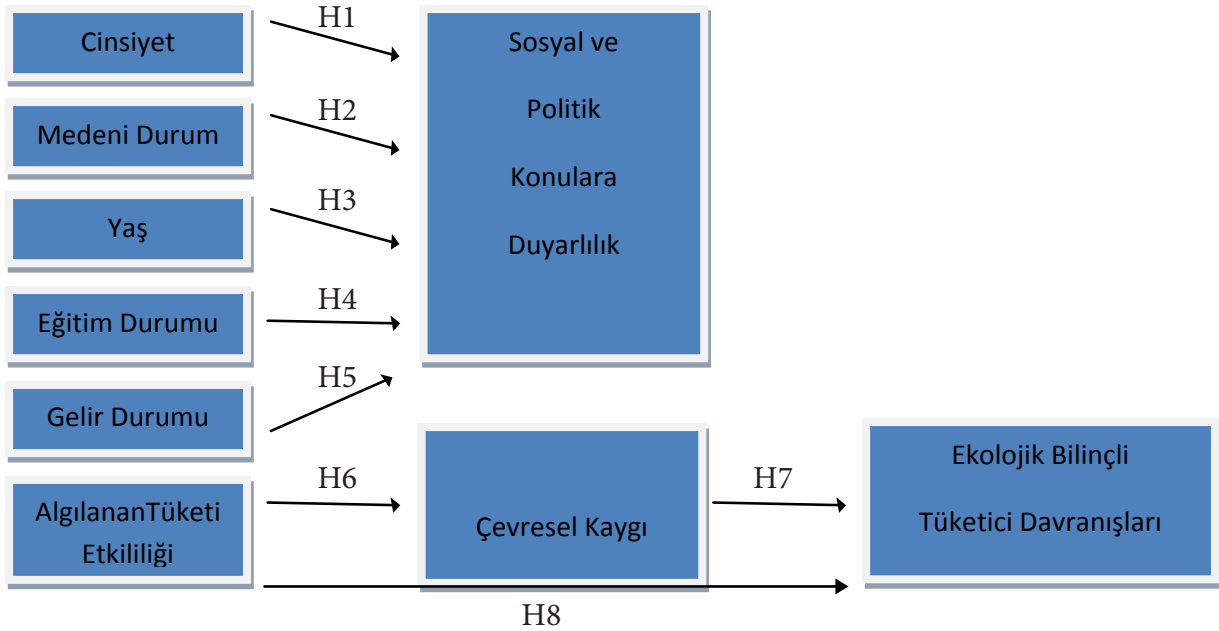 Cinsiyet
H1
Sosyal ve
Politik
Konulara
Duyarlılık
Medeni Durum
H2
Yaş
H3
Eğitim Durumu
H4
Gelir Durumu
H5
AlgılananTüketi
Etkililiği
H6
Çevresel Kaygı
H7
Ekolojik Bilinçli
Tüketici Davranışları
H8